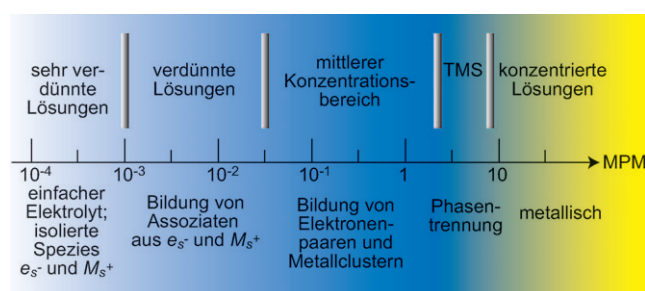 sehr ver-
dünnte
Lösungen
verdünnte
Lösungen
mittlerer
Konzentrations-
bereich
TMS
konzentrierte
Lösungen
10-4
10-3
10-2
10-1
1
10
MPM
einfacher
Elektrolyt;
isolierte
Spezies
es- und Ms+
Bildung von
Assoziaten
aus es- und Ms+
Bildung von
Elektronen-
paaren und
Metallclustern
Phasen-
trennung
metallisch